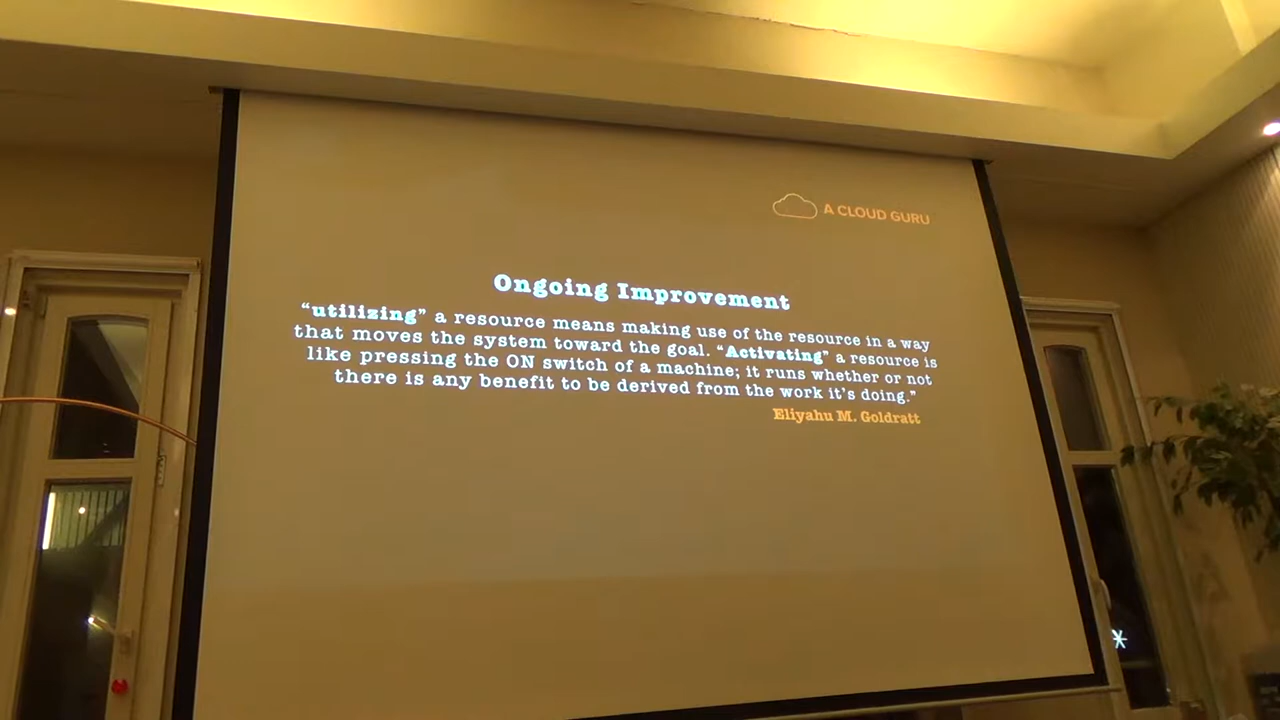 A CLOUD GURU
Ongoing Improvement
“utilizing” a resource means making use of the resource in a way
that moves the system toward the goal. “Activating” a resource is
like pressing the ON switch of a machine; it runs whether or not
there is any benefit to be derived from the work it's doing.”
Eliyahu M. Goldratt